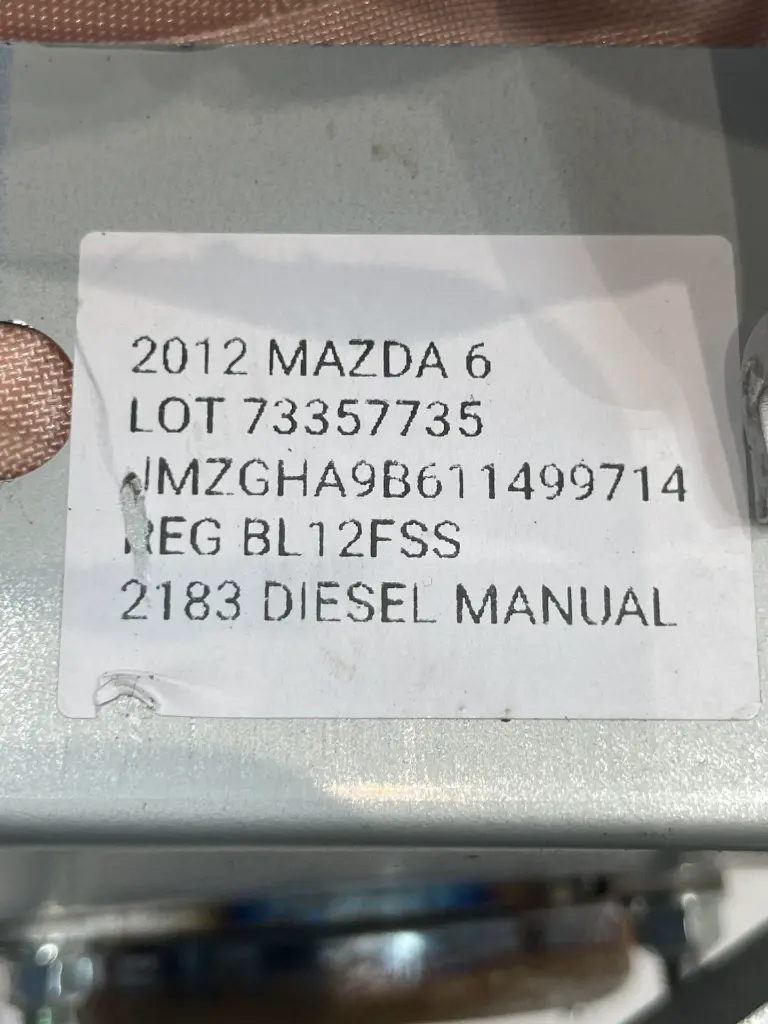 2012 MAZDA 6
LOT 73357735
JMZGHA9B611499714
REG BL12FSS
2183 DIESEL MANUAL